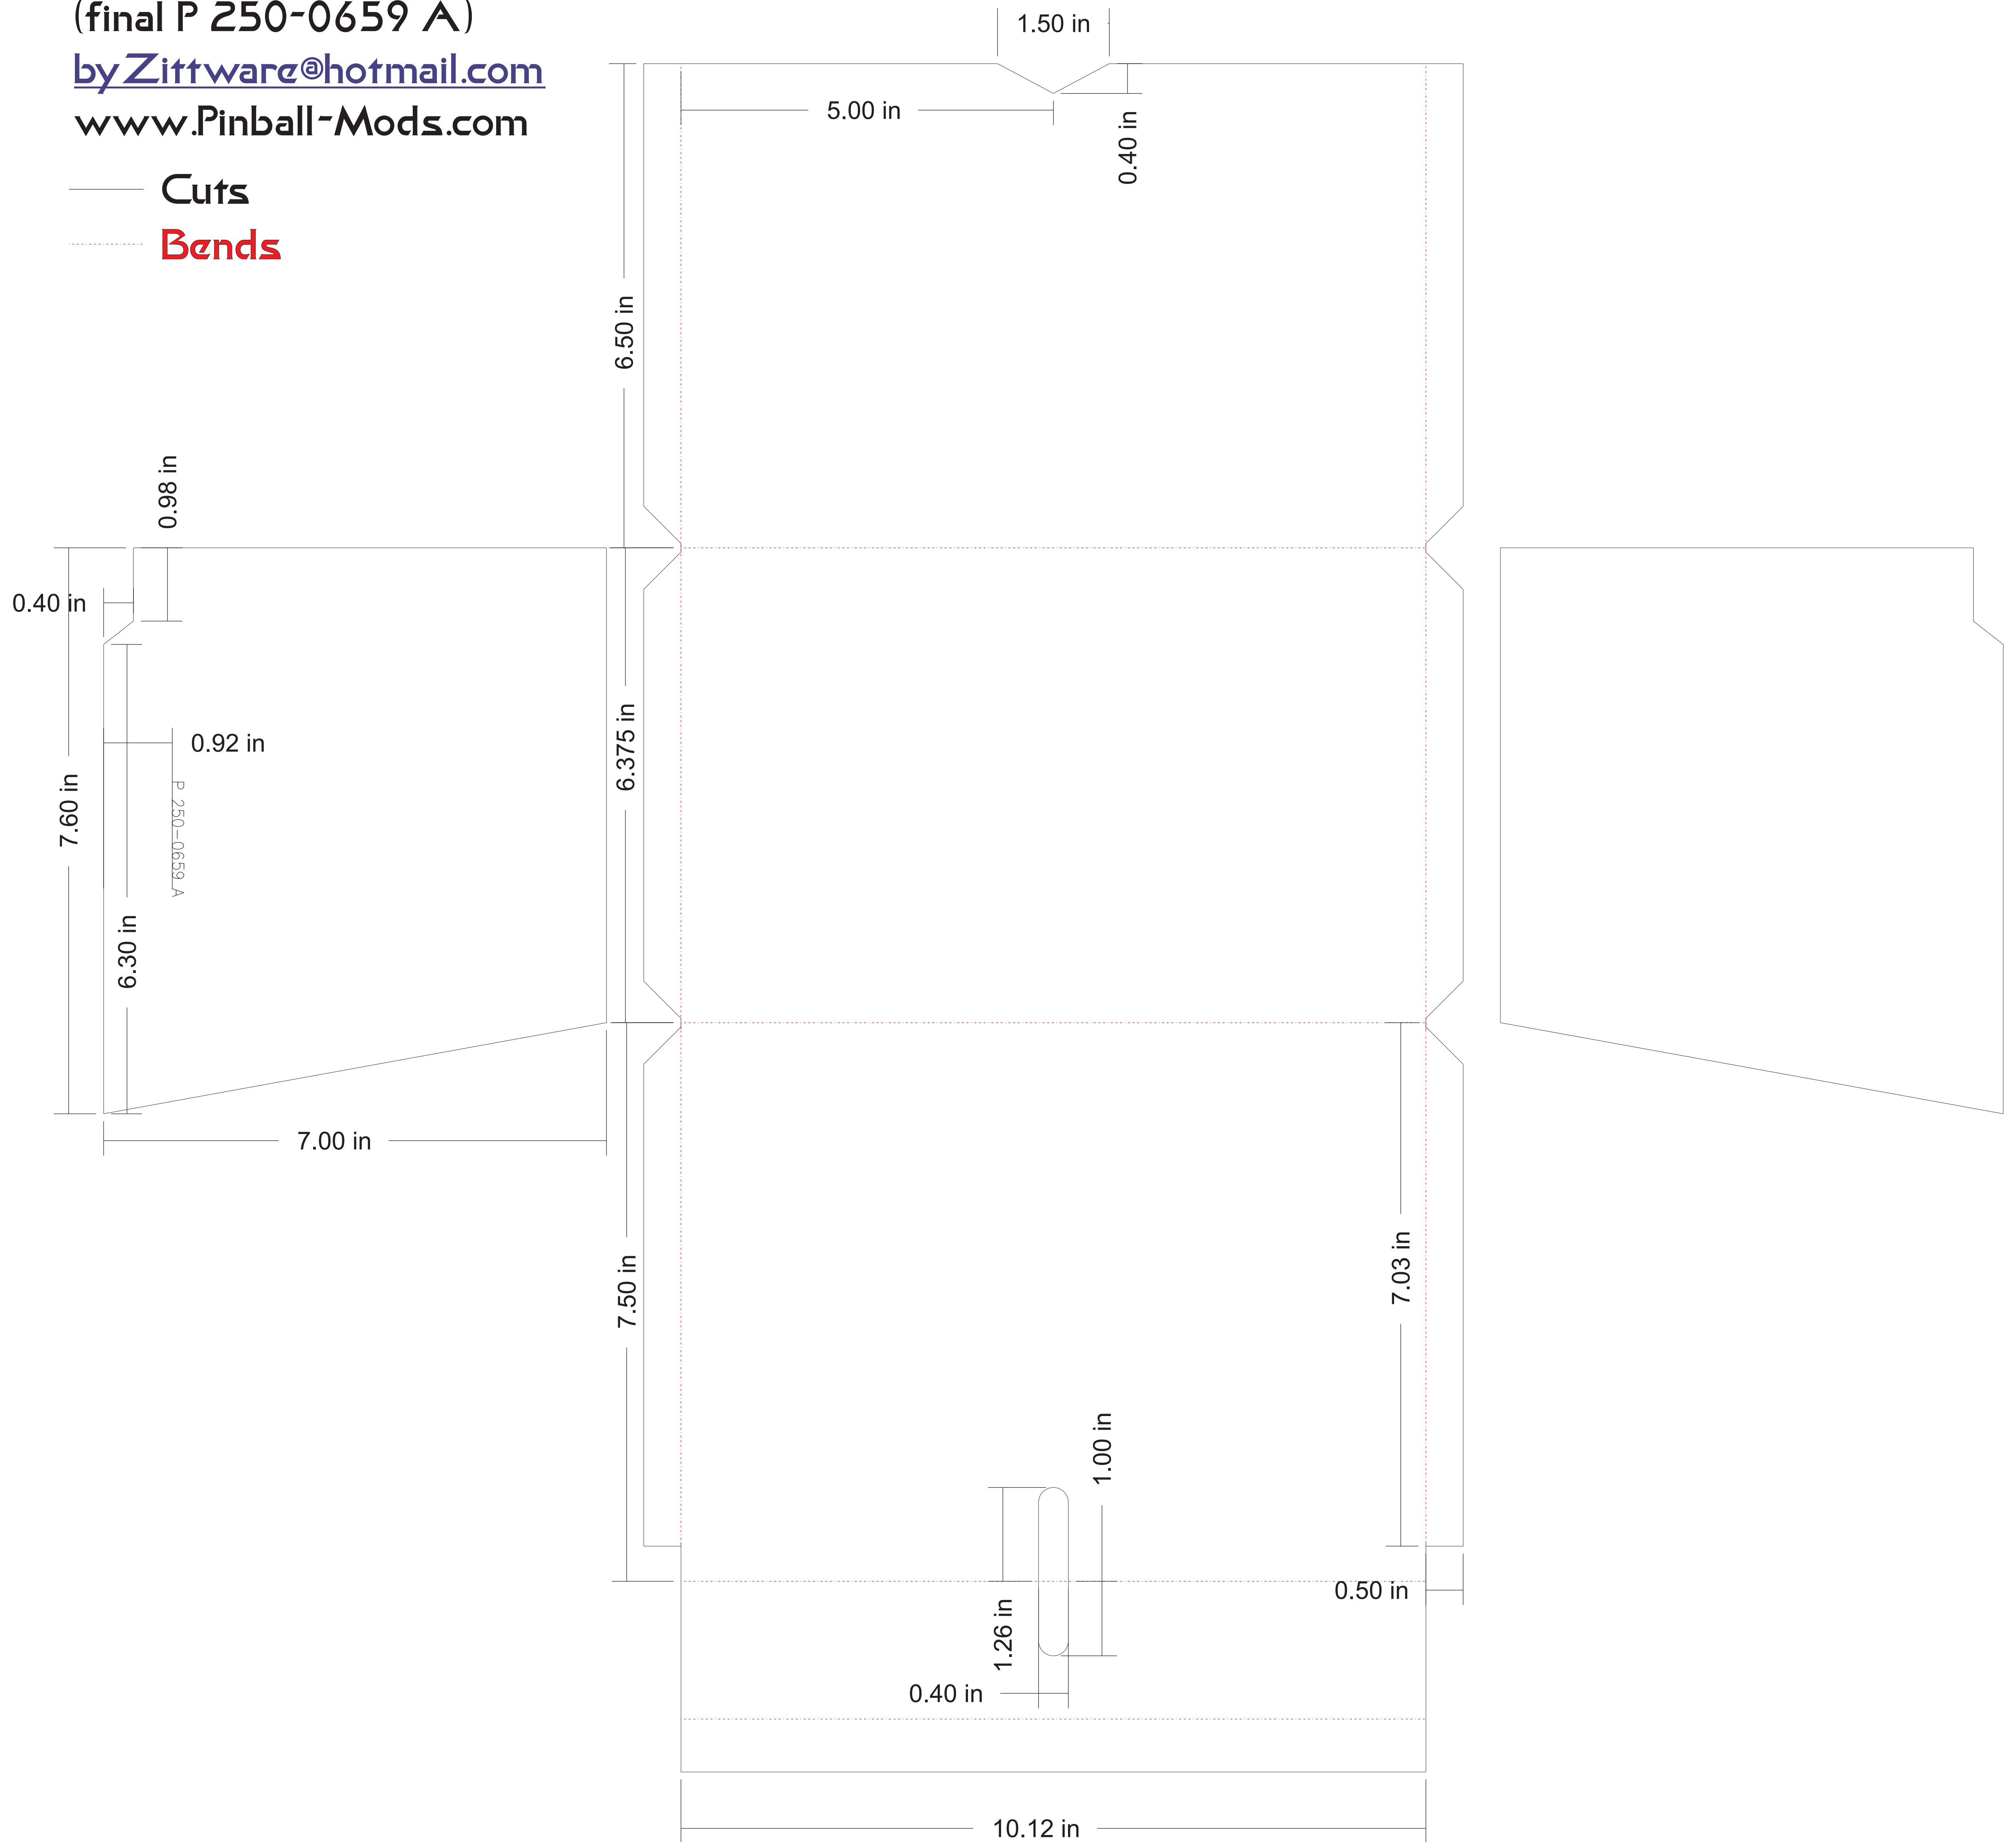 (final P 250-0659 A)
byZittware@hotmail.com
www.Pinball-Mods.com
Cuts
Bends
1.50 in
5.00 in
0.40 in
6.50 in
0.98 in
0.40 in
0.92 in
6.375 in
7.60 in
P 250-0659 A
6.30 in
7.00 in
7.50 in
7.03 in
1.00 in
0.50 in
1.26 in
0.40 in
10.12 in